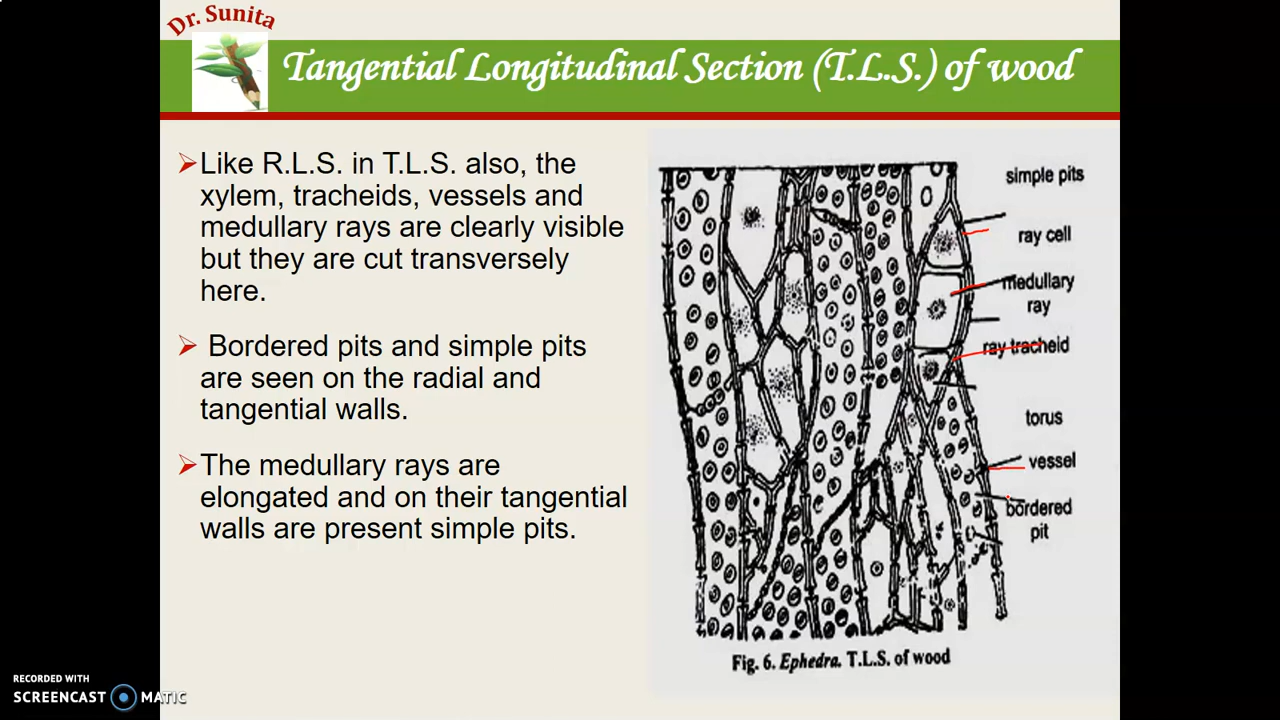 Dr. Sunita
Tangential Longitudinal Section (T.L.S.) of wood
Like R.L.S. in T.L.S. also, the
xylem, tracheids, vessels and
medullary rays are clearly visible
but they are cut transversely
here.
Bordered pits and simple pits
are seen on the radial and
tangential walls.
The medullary rays are
elongated and on their tangential
walls are present simple pits.
simple pits
ray cell
medullary
ray
ray tracheid
torus
vessel
bordered
pit
Fig. 6. Ephedra. T.L.S. of wood
RECORDED WITH
SCREENCAST MATIC